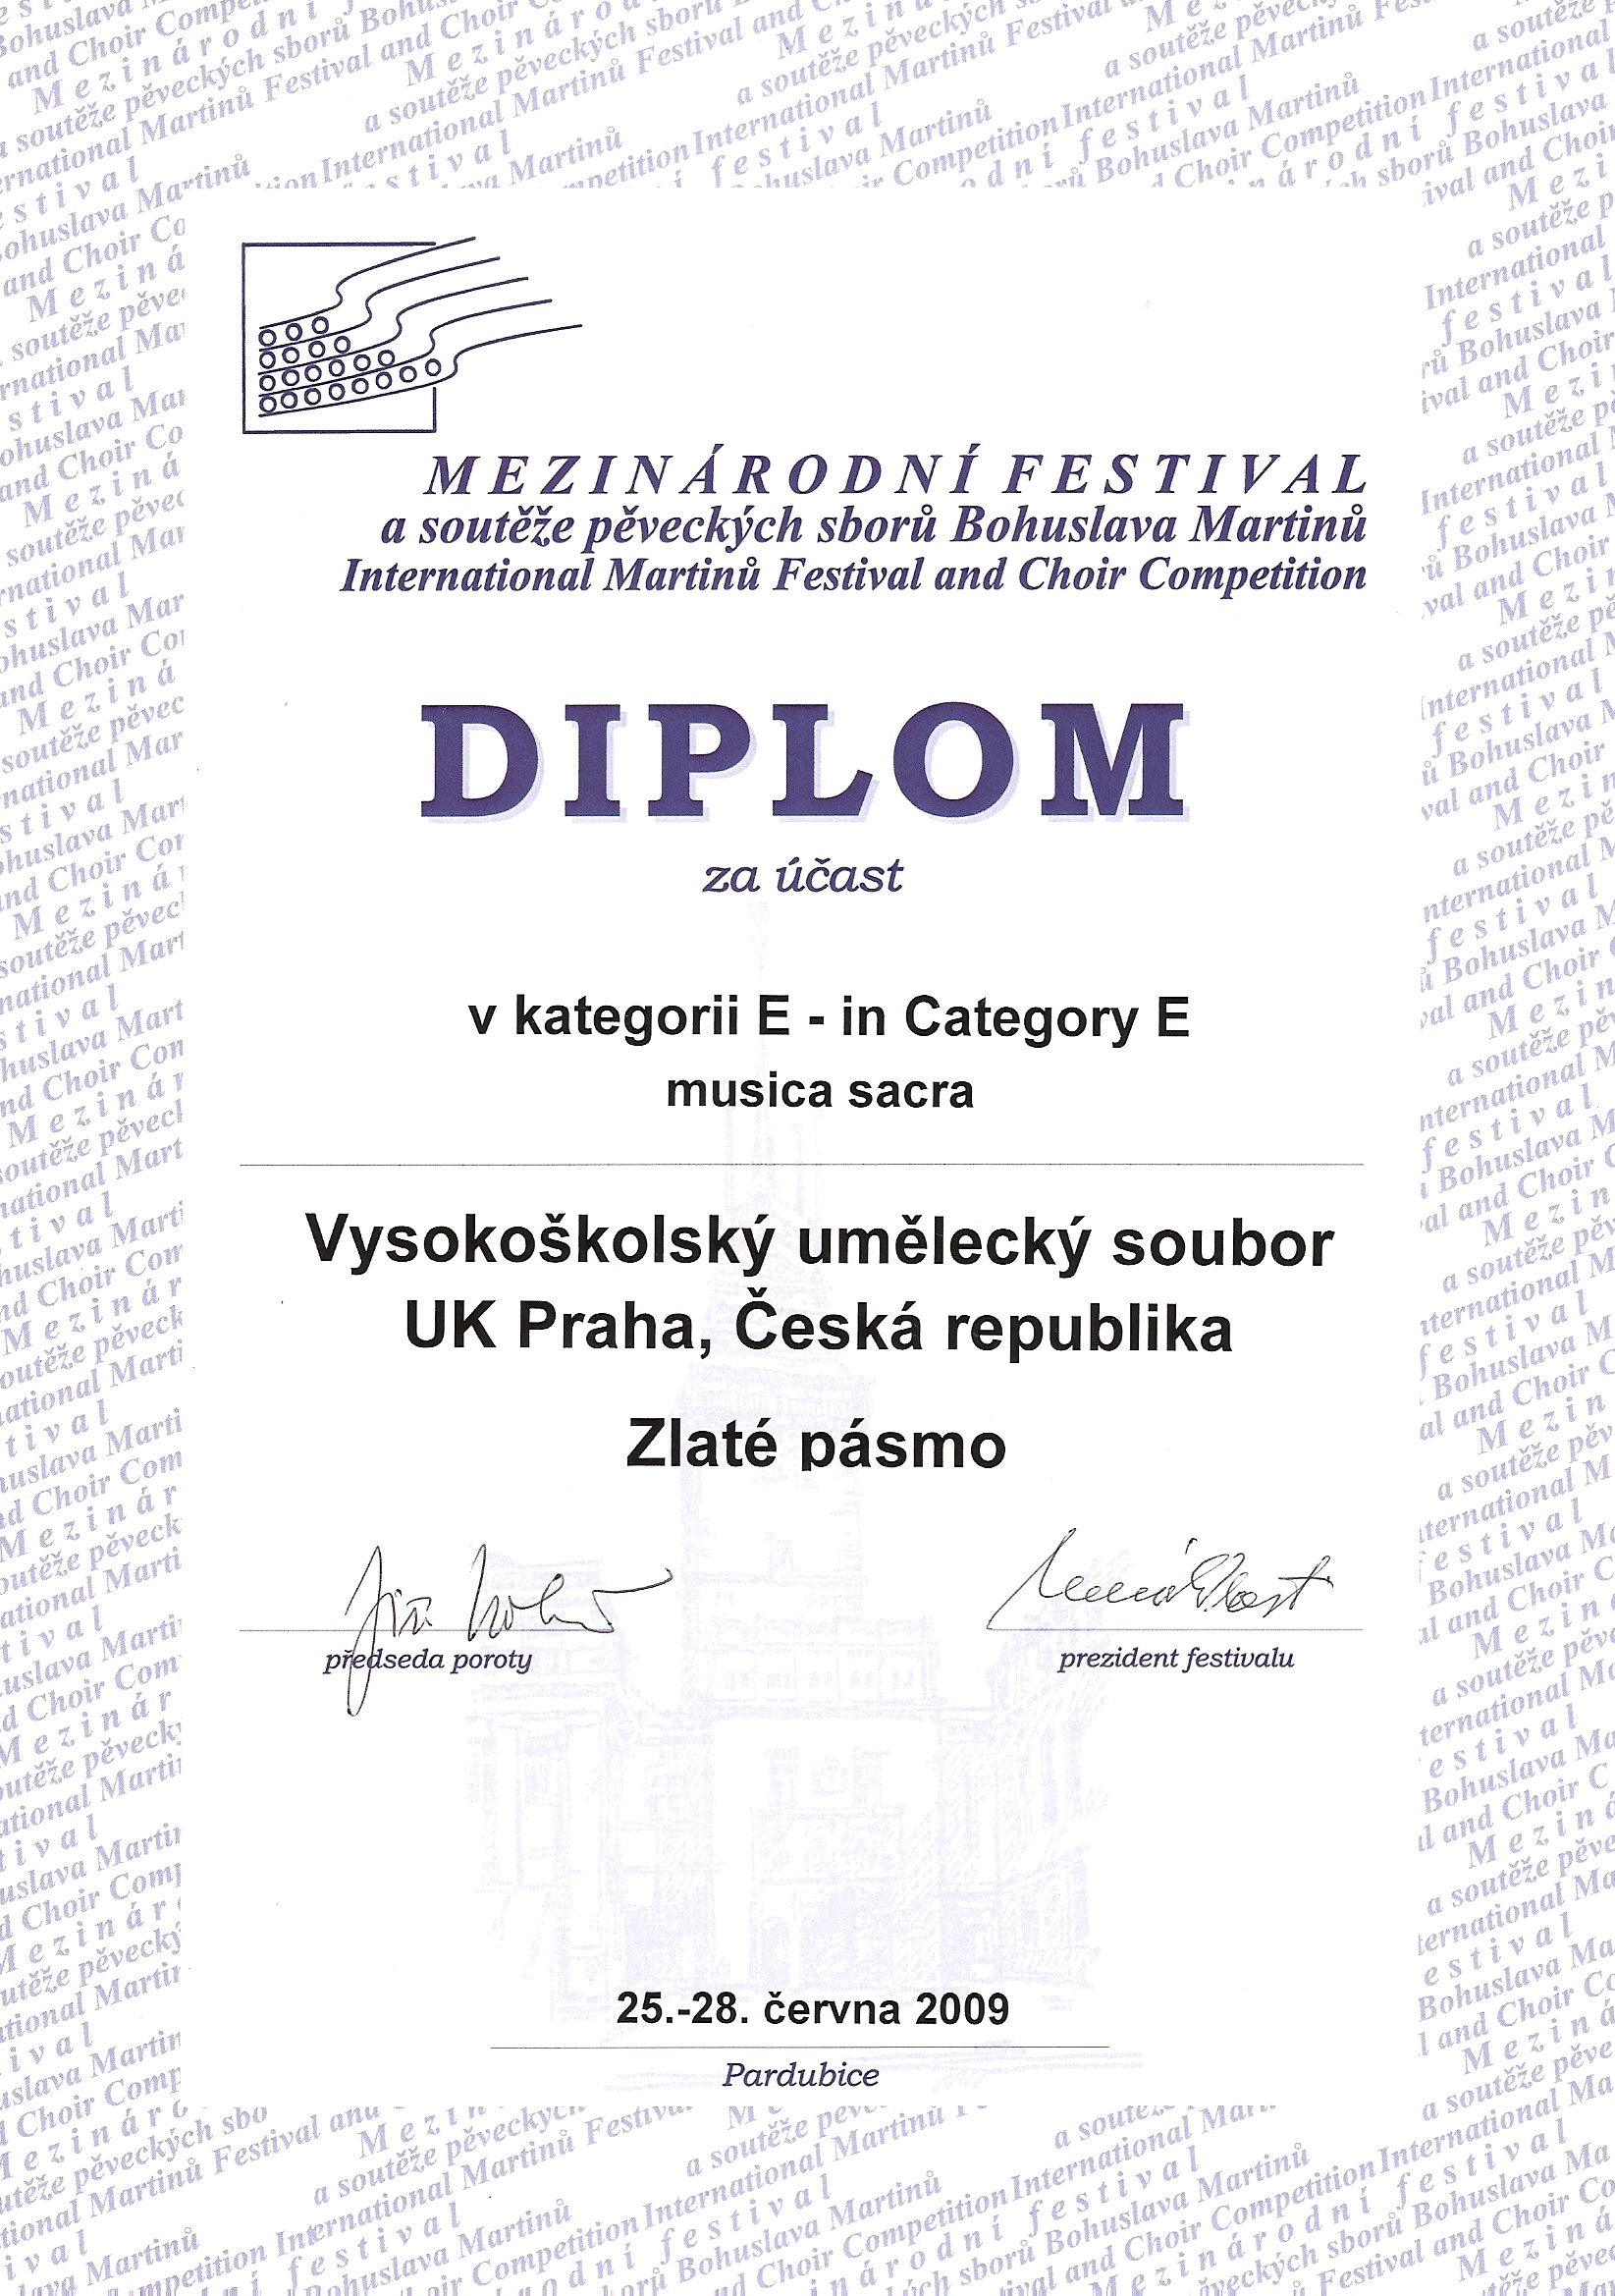 MEZINÁRODNÍ FESTIVAL
a soutěže pěveckých sborů Bohuslava Martinů
International Martinů Festival and Choir Competition
DIPLOM
za účast
v kategorii E - in Category E
musica sacra
Vysokoškolský umělecký soubor
UK Praha, Česká republika
Zlaté pásmo
předseda poroty
prezident festivalu
25.-28. června 2009
Pardubice